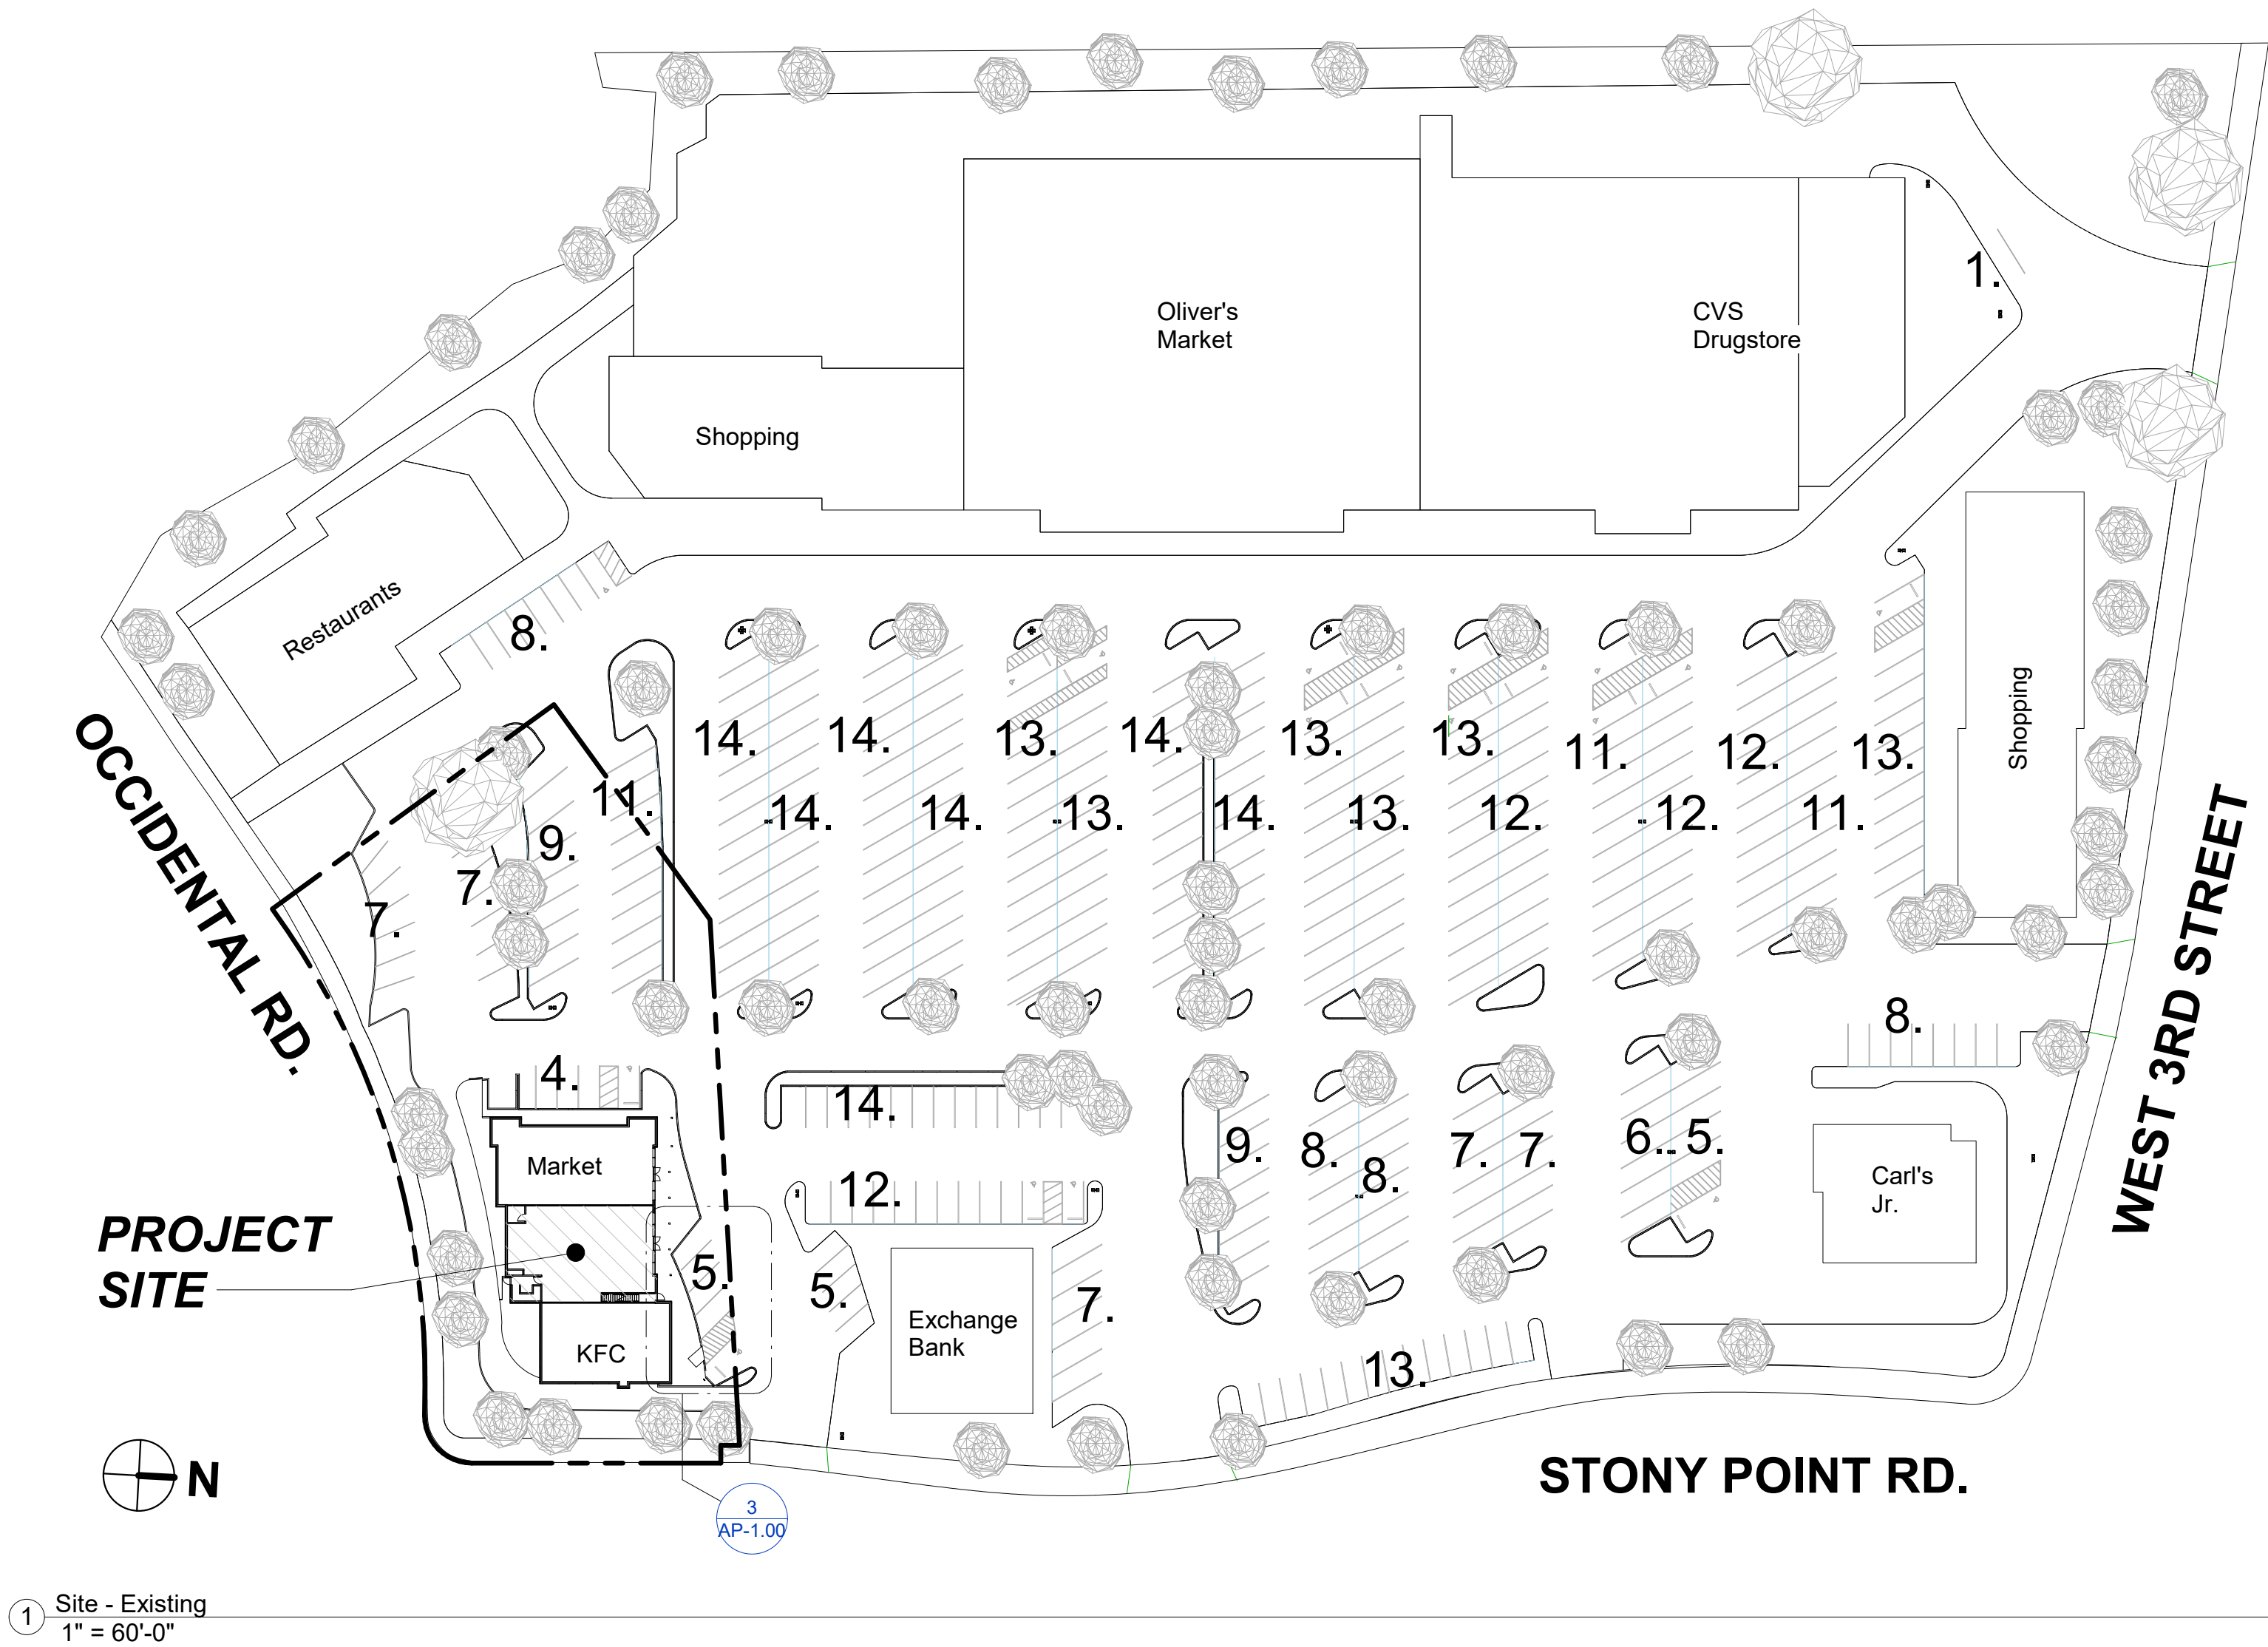 1.
Oliver's
Market
CVS
Drugstore
Shopping
Restaurants
8.
Shopping
OCCIDENTAL RD.
14.
14.
13.
14.
13.
13.
11.
12.
13.
11.
9.
14.
14.
13.
14.
13.
12.
12.
11.
7.
7.
WEST 3RD STREET
8.
4.
14.
9.
8.
8.
7.
7.
6.
5.
12.
Market
Carl's
Jr.
PROJECT
SITE
5.
5.
7.
Exchange
Bank
KFC
13.
N
STONY POINT RD.
3
AP-1.00
1
Site - Existing
1" = 60'-0"